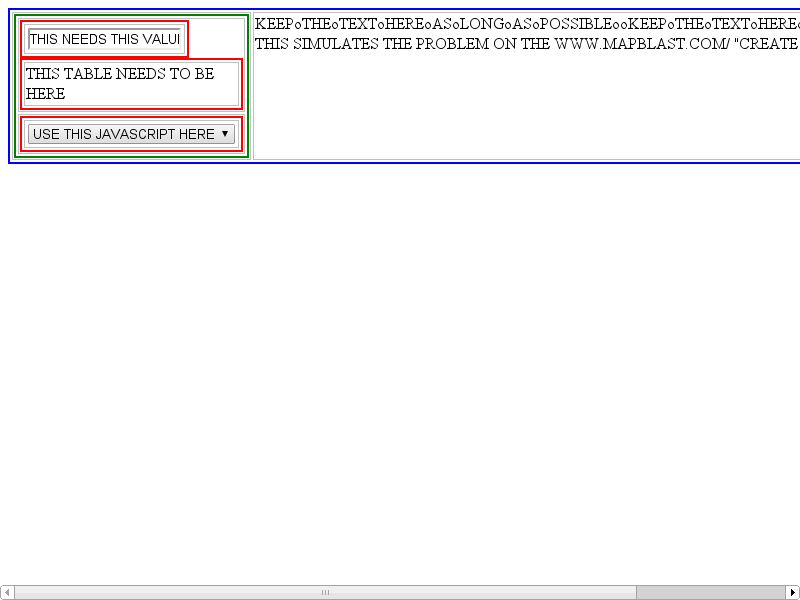 THIS NEEDS THIS VALUI
THIS TABLE NEEDS TO BE
HERE
USE THIS JAVASCRIPT HERE
KEEPoTHEoTEXToHEREoASoLONGoASoPOSSIBLEooKEEPoTHEoTEXToHEREo
THIS SIMULATES THE PROBLEM ON THE WWW.MAPBLAST.COM/ "CREATE